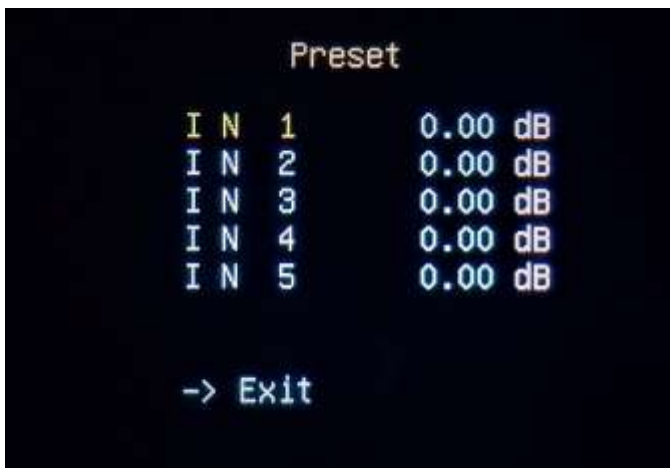 Preset
I N 1 0.00 dB
I N 2 0.00 dB
I N 3 0.00 dB
I N 4 0.00 dB
I N 5 0.00 dB
-> Exit